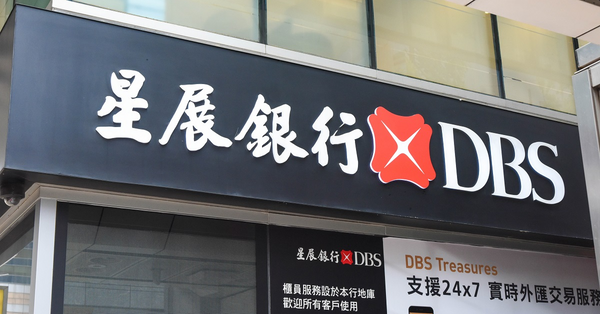 星展銀行 DBS
星展銀行 DBS
櫃員服務設於本行地庫
歡迎所有客戶使用
DBS Treasures
支援24x7 實時外匯交易服務